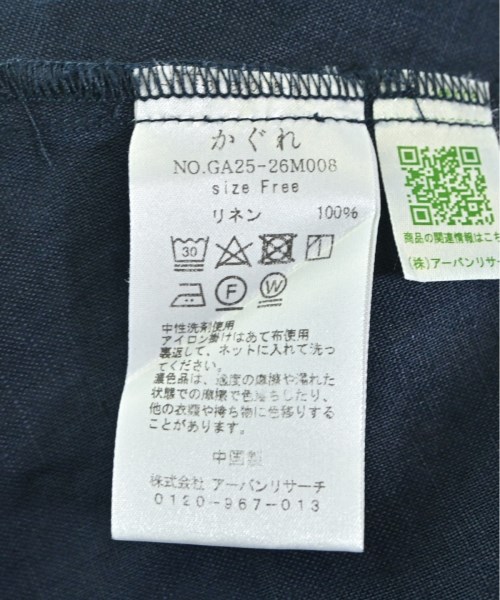 かぐれ
NO.GA25-26M008
size Free
リネン 100%
30
F
W
中性洗剤使用
アイロン掛けはあて布使用
裏返して、ネットに入れて洗っ
てください。
濃色品は、過度の摩擦や濡れた
状態での摩擦で色落ちしたり、
他の衣類や持ち物に色移りする
ことがあります。
中国製
株式会社 アーバンリサーチ
0120-967-013
商品の関連情報はこち
(株)アーバンリサー